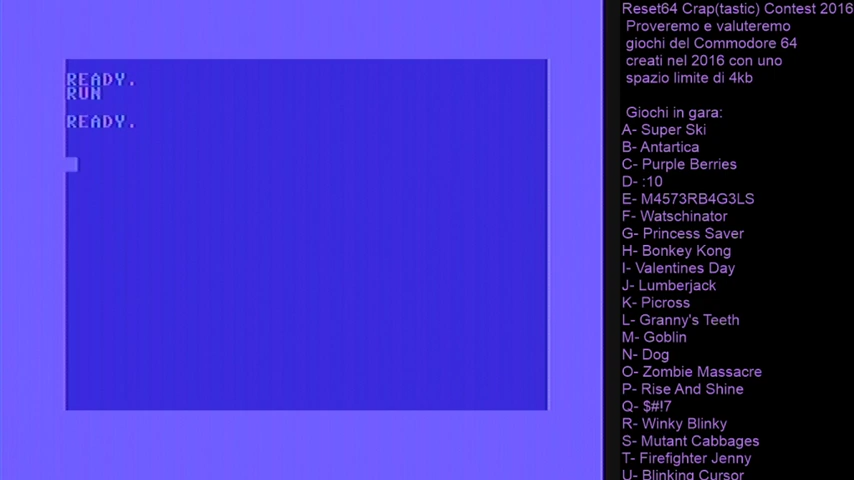 READY.
RUN
READY.
Reset64 Crap(tastic) Contest 2016
Proveremo e valuteremo
giochi del Commodore 64
creati nel 2016 con uno
spazio limite di 4kb
Giochi in gara:
A- Super Ski
B- Antartica
C- Purple Berries
D- :10
E- M4573RB4G3LS
F- Watschinator
G- Princess Saver
H- Bonkey Kong
I- Valentines Day
J- Lumberjack
K- Picross
L- Granny's Teeth
M- Goblin
N- Dog
O- Zombie Massacre
P- Rise And Shine
Q- $#!7
R- Winky Blinky
S- Mutant Cabbages
T- Firefighter Jenny
U- Blinking Cursor